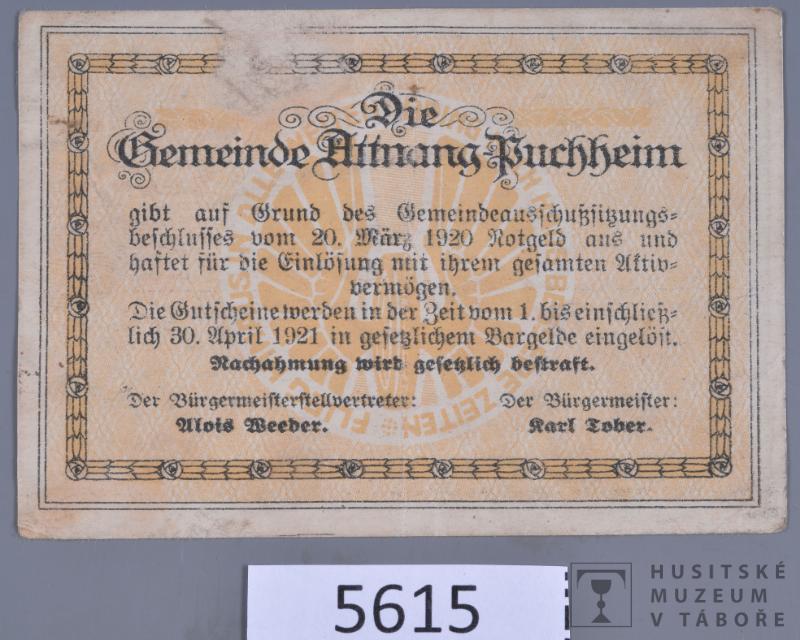 Die
Gemeinde Attnang-Puchheim
gibt auf Grund des Gemeindeausschußsitzungs-
beschlusses vom 20. März 1920 Notgeld aus und
haftet für die Einlösung mit ihrem gesamten Aktiv-
vermögen.
Die Gutscheine werden in der Zeit vom 1. bis einschließ-
lich 30. April 1921 in gesetzlichem Bargelde eingelöst.
Nachahmung wird gesetzlich bestraft.
Der Bürgermeisterstellvertreter: Der Bürgermeister:
Alois Weeder. Karl Tober.
ZEITEN
5615
HUSITSKÉ
MUZEUM
V TÁBOŘE